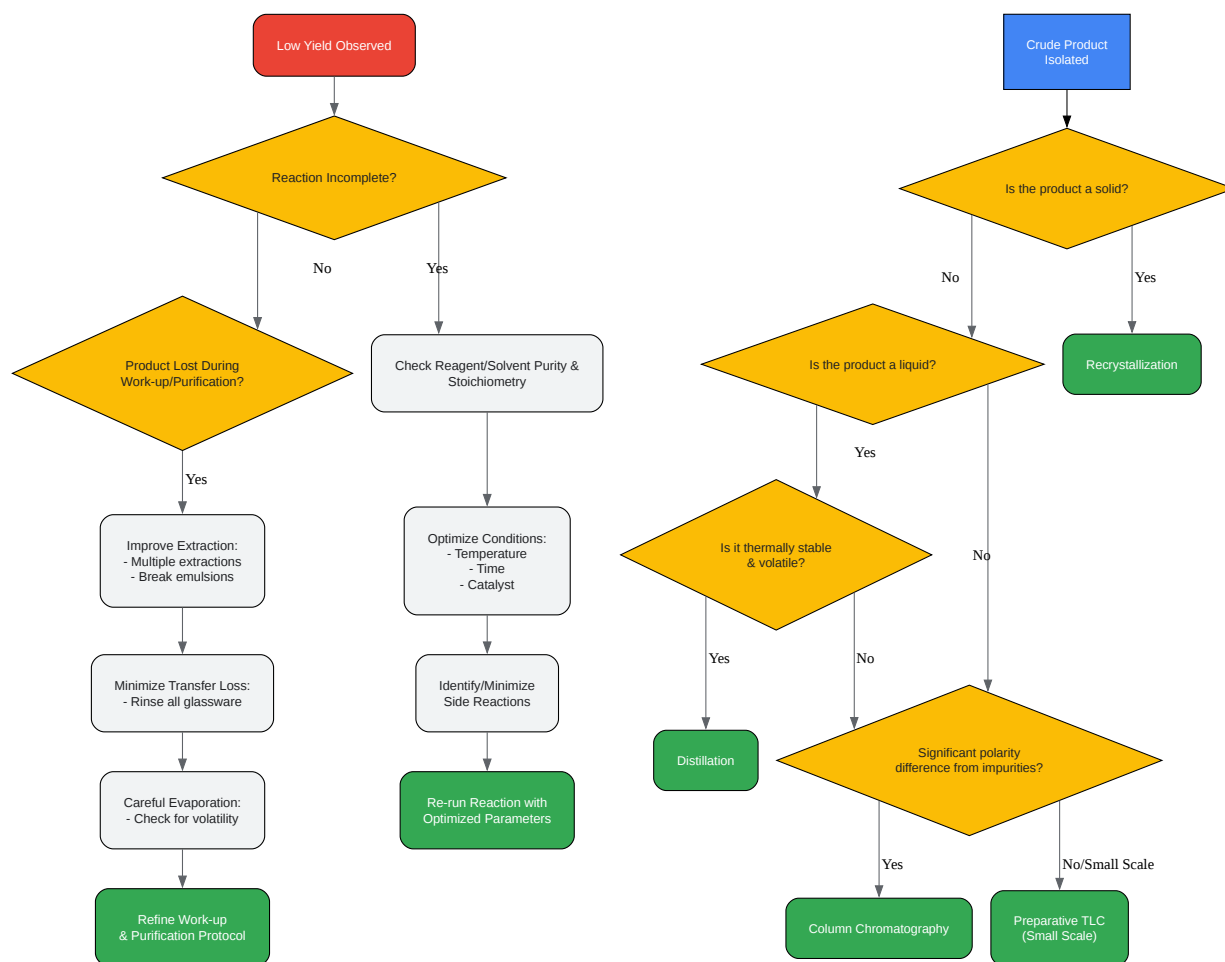 Low Yield Observed
Reaction Incomplete?
No
Yes
Product Lost During
Work-up/Purification?
Check Reagent/Solvent Purity &
Stoichiometry
Yes
Improve Extraction:
- Multiple extractions
- Break emulsions
Optimize Conditions:
- Temperature
- Time
- Catalyst
Minimize Transfer Loss:
- Rinse all glassware
Identify/Minimize
Side Reactions
Careful Evaporation:
- Check for volatility
Re-run Reaction with
Optimized Parameters
Refine Work-up
& Purification Protocol
Crude Product
Isolated
Is the product a solid?
No
Yes
Is the product a liquid?
Recrystallization
Yes
Is it thermally stable
& volatile?
No
Yes
No
Distillation
Significant polarity
difference from impurities?
Yes
No/Small Scale
Column Chromatography
Preparative TLC
(Small Scale)